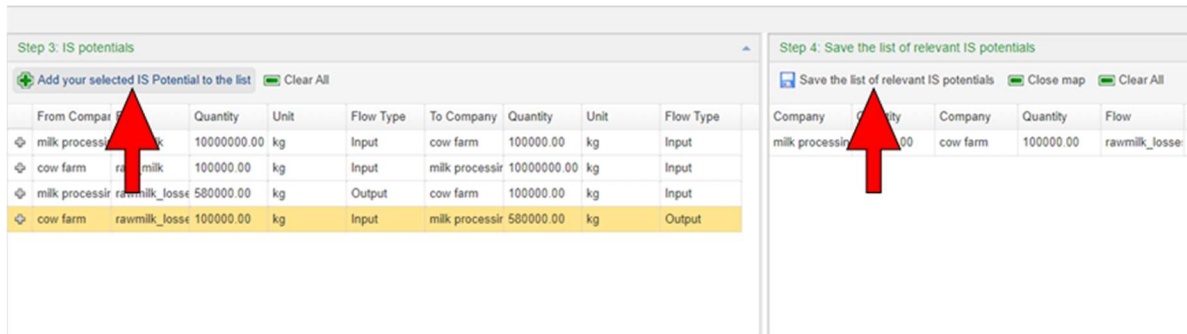 Step 3: IS potentials
Add your selected IS Potential to the list Clear All
From Compar Quantity Unit Flow Type To Company Quantity Unit Flow Type
milk processir 10000000.00 kg Input cow farm 100000.00 kg Input
cow farm 100000.00 kg Input milk processir 10000000.00 kg Input
milk processir rawmilk_losse 580000.00 kg Output cow farm 100000.00 kg Input
cow farm rawmilk_losse 100000.00 kg Input milk processir 580000.00 kg Output
Step 4: Save the list of relevant IS potentials
Save the list of relevant IS potentials Close map Clear All
Company Company Quantity Flow
milk processin cow farm 100000.00 rawmilk_losse